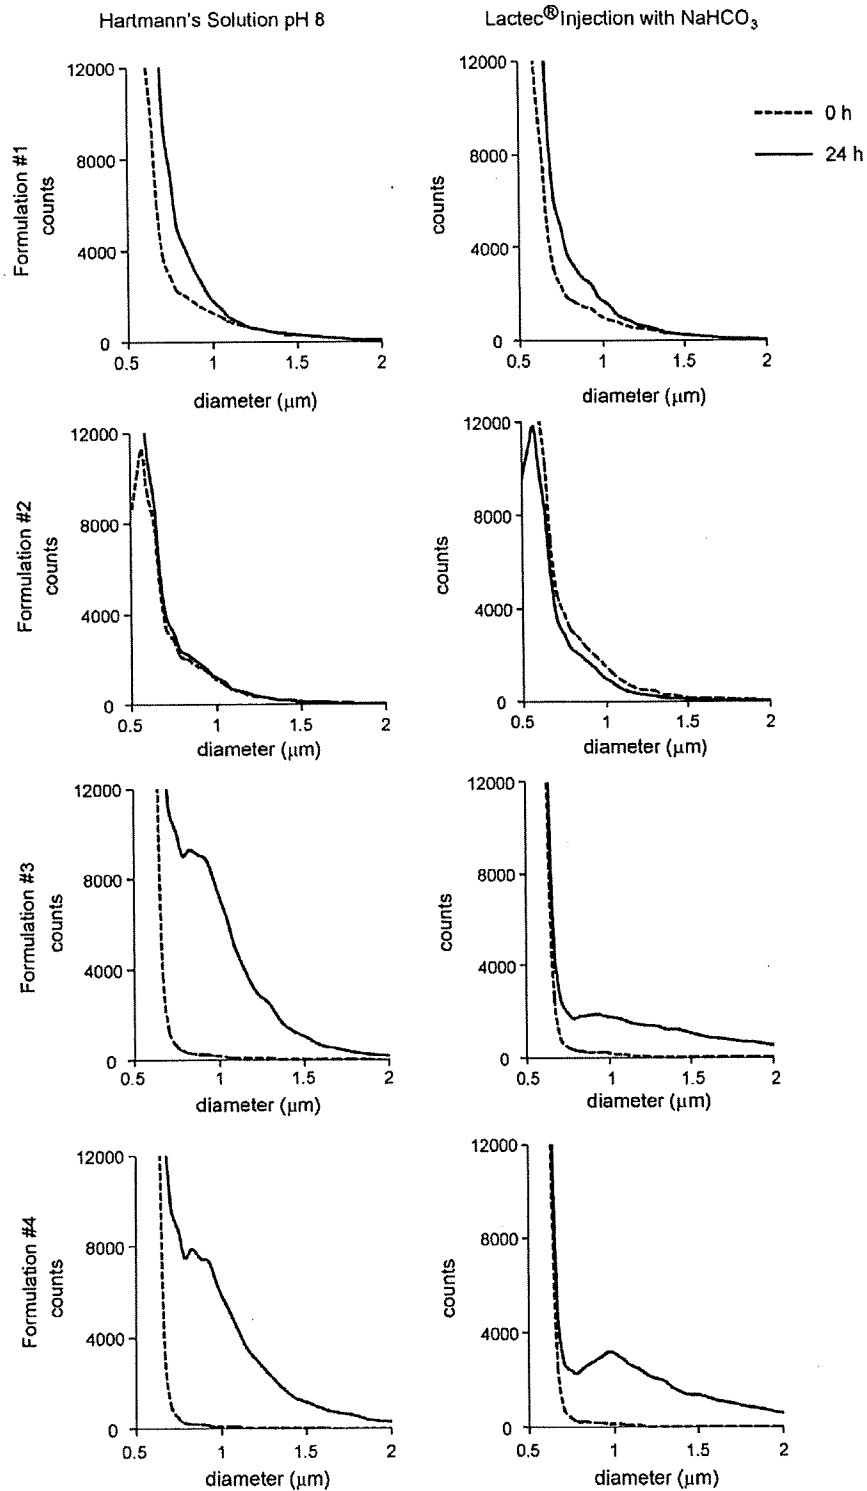 Hartmann's Solution pH 8
Lactec®Injection with NaHCO3
0 h
24 h
Formulation #1
counts
12000
8000
4000
0
0.5 1 1.5 2
diameter (μm)
counts
12000
8000
4000
0
0.5 1 1.5 2
diameter (μm)
Formulation #2
counts
12000
8000
4000
0
0.5 1 1.5 2
diameter (μm)
counts
12000
8000
4000
0
0.5 1 1.5 2
diameter (μm)
Formulation #3
counts
12000
8000
4000
0
0.5 1 1.5 2
diameter (μm)
counts
12000
8000
4000
0
0.5 1 1.5 2
diameter (μm)
Formulation #4
counts
12000
8000
4000
0
0.5 1 1.5 2
diameter (μm)
counts
12000
8000
4000
0
0.5 1 1.5 2
diameter (μm)